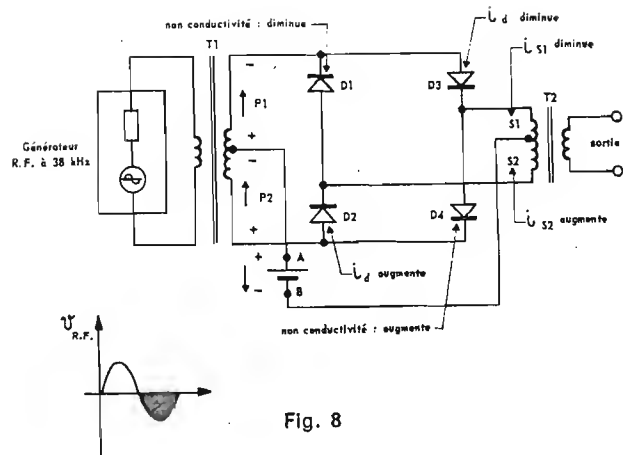 non conductivité : diminue
i d diminue
i S1 diminue
T1
D1
D3
T2
P1
S1
Générateur
R.F. à 38 kHz
sortie
S2
P2
D2
D4
i S2 augmente
A
i d augmente
B
non conductivité : augmente
v R.F.
Fig. 8
− + − + + −